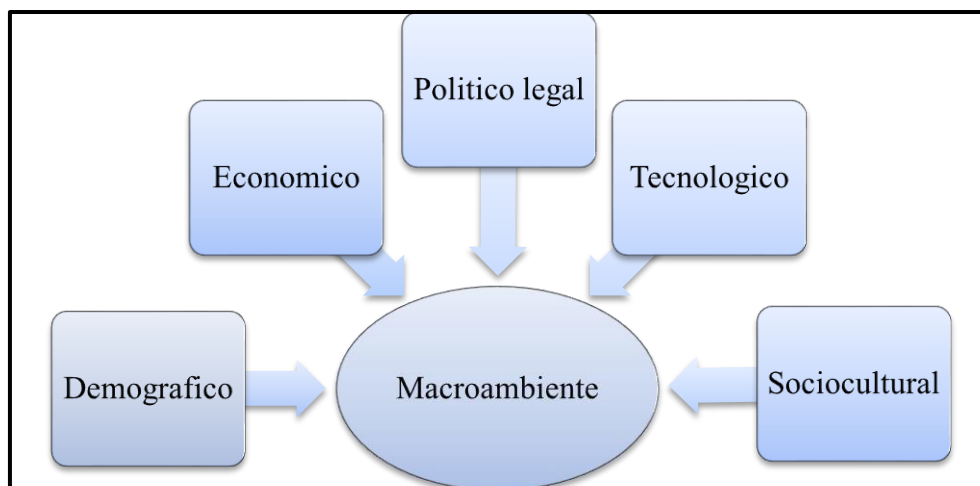 Politico legal
Economico
Tecnologico
Demografico
Macroambiente
Sociocultural